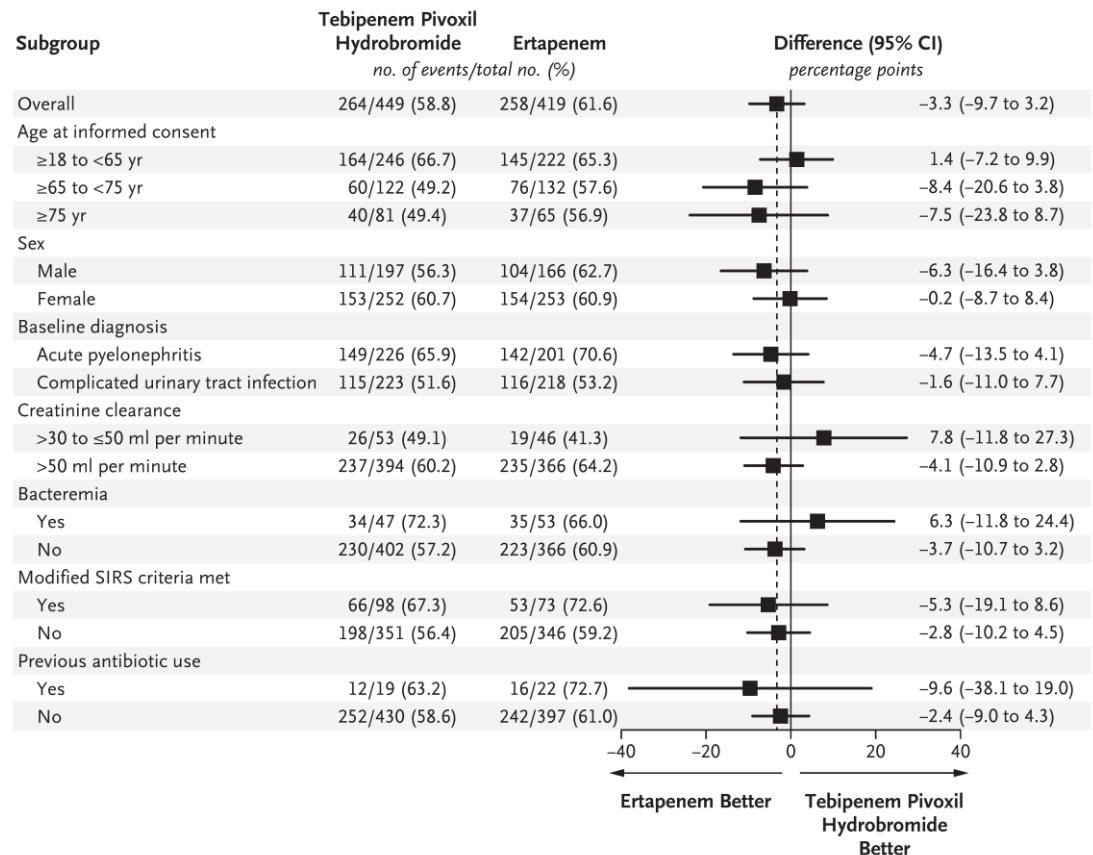 Subgroup Tebipenem Pivoxil Hydrobromide Ertapenem Difference (95% CI)
no. of events/total no. (%) percentage points
Overall 264/449 (58.8) 258/419 (61.6) −3.3 (−9.7 to 3.2)
Age at informed consent
≥18 to <65 yr 164/246 (66.7) 145/222 (65.3) 1.4 (−7.2 to 9.9)
≥65 to <75 yr 60/122 (49.2) 76/132 (57.6) −8.4 (−20.6 to 3.8)
≥75 yr 40/81 (49.4) 37/65 (56.9) −7.5 (−23.8 to 8.7)
Sex
Male 111/197 (56.3) 104/166 (62.7) −6.3 (−16.4 to 3.8)
Female 153/252 (60.7) 154/253 (60.9) −0.2 (−8.7 to 8.4)
Baseline diagnosis
Acute pyelonephritis 149/226 (65.9) 142/201 (70.6) −4.7 (−13.5 to 4.1)
Complicated urinary tract infection 115/223 (51.6) 116/218 (53.2) −1.6 (−11.0 to 7.7)
Creatinine clearance
>30 to ≤50 ml per minute 26/53 (49.1) 19/46 (41.3) 7.8 (−11.8 to 27.3)
>50 ml per minute 237/394 (60.2) 235/366 (64.2) −4.1 (−10.9 to 2.8)
Bacteremia
Yes 34/47 (72.3) 35/53 (66.0) 6.3 (−11.8 to 24.4)
No 230/402 (57.2) 223/366 (60.9) −3.7 (−10.7 to 3.2)
Modified SIRS criteria met
Yes 66/98 (67.3) 53/73 (72.6) −5.3 (−19.1 to 8.6)
No 198/351 (56.4) 205/346 (59.2) −2.8 (−10.2 to 4.5)
Previous antibiotic use
Yes 12/19 (63.2) 16/22 (72.7) −9.6 (−38.1 to 19.0)
No 252/430 (58.6) 242/397 (61.0) −2.4 (−9.0 to 4.3)
−40 −20 0 20 40
Ertapenem Better Tebipenem Pivoxil
Hydrobromide
Better